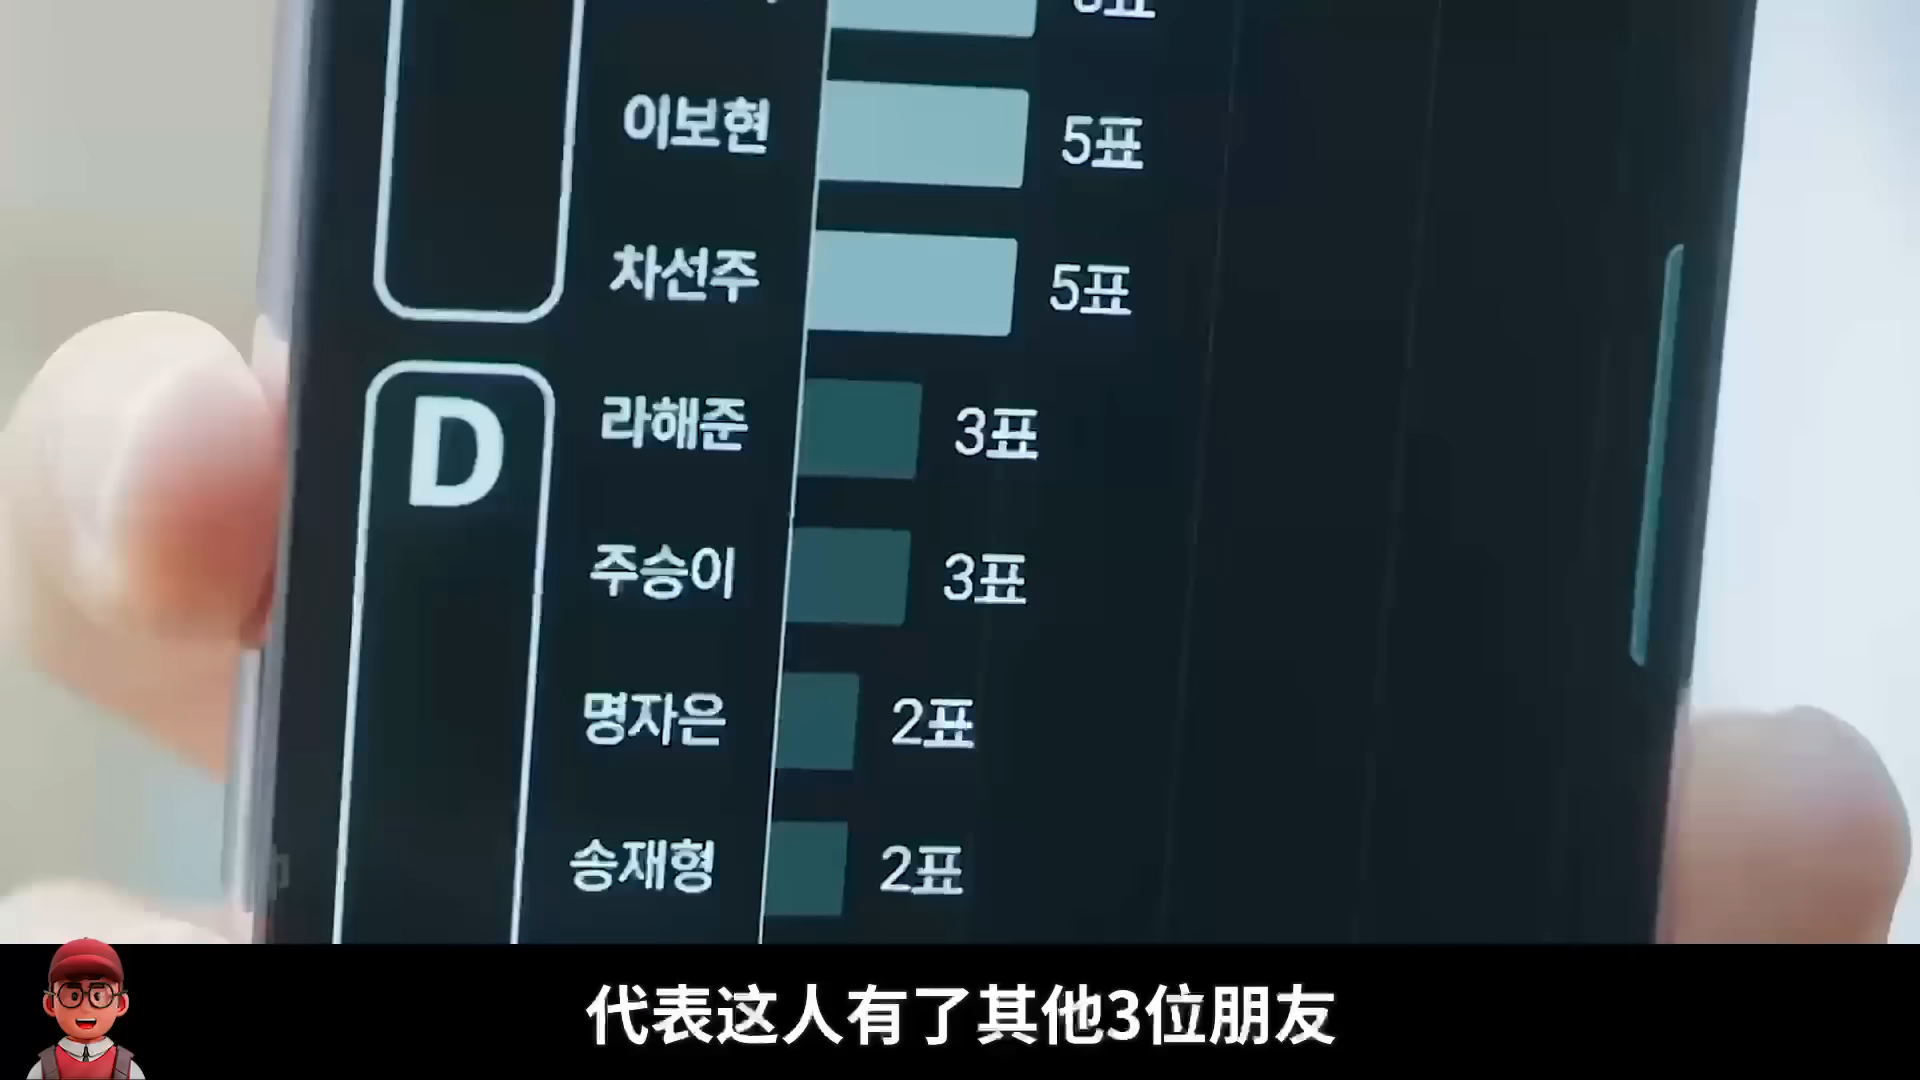 이보현 5표
차선주 5표
D
라해준 3표
주승이 3표
명자은 2표
송재형 2표
代表这人有了其他3位朋友